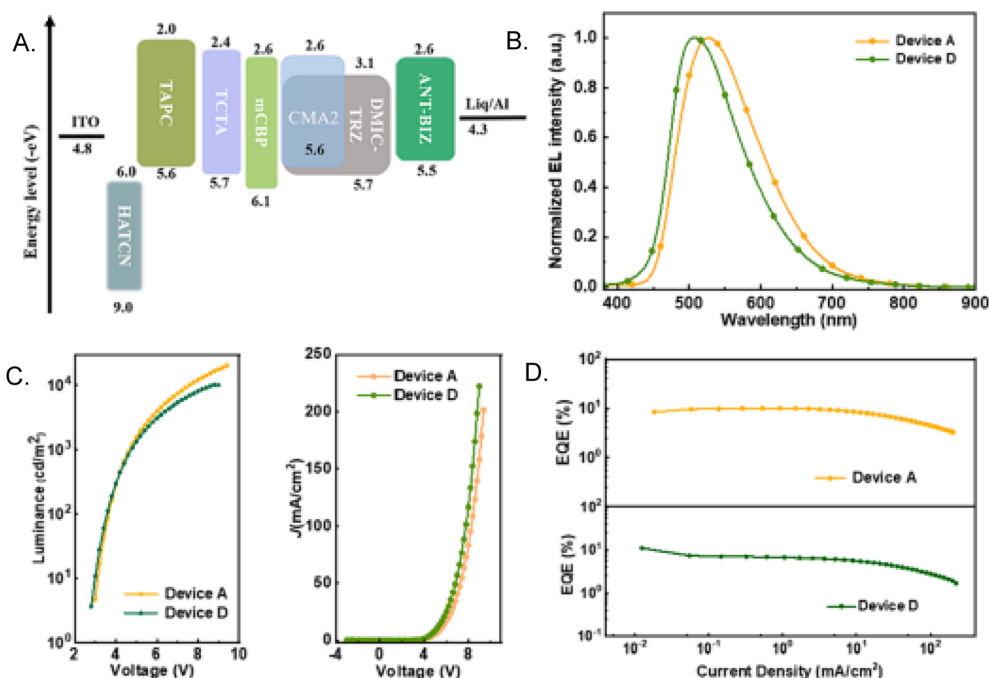 A.
Energy level (-eV)
ITO
4.8
6.0
HATCN
9.0
2.0
TAPC
5.6
2.4
TCTA
5.7
2.6
mCBP
6.1
2.6
CMA2
5.6
3.1
DMIC-
TRZ
5.7
2.6
ANT-BIZ
5.5
Liq/Al
4.3
B.
Normalized EL intensity (a.u.)
1.0
0.8
0.6
0.4
0.2
0.0
Device A
Device D
400 500 600 700 800 900
Wavelength (nm)
C.
Luminance (cd/m²)
10⁴
10³
10²
10¹
10⁰
Device A
Device D
2 4 6 8 10
Voltage (V)
J(mA/cm²)
250
200
150
100
50
0
Device A
Device D
-4 0 4 8
Voltage (V)
D.
EQE (%)
10²
10¹
10⁰
Device A
EQE (%)
10²
10¹
10⁰
10⁻¹
Device D
10⁻² 10⁻¹ 10⁰ 10¹ 10²
Current Density (mA/cm²)